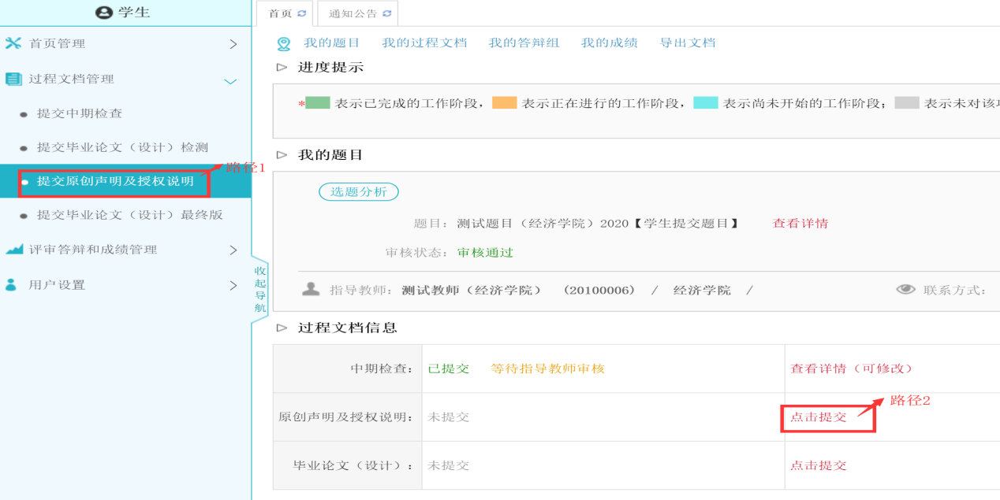 学生
首页管理
过程文档管理
提交中期检查
提交毕业论文（设计）检测
提交原创声明及授权说明
路径1
提交毕业论文（设计）最终版
评审答辩和成绩管理
用户设置
收起导航
首页 通知公告
我的题目 我的过程文档 我的答辩组 我的成绩 导出文档
进度提示
*表示已完成的工作阶段，表示正在进行的工作阶段，表示尚未开始的工作阶段；表示未对该
我的题目
选题分析
题目：测试题目（经济学院）2020【学生提交题目】 查看详情
审核状态：审核通过
指导教师：测试教师（经济学院）（20100006） / 经济学院 / 联系方式：
过程文档信息
中期检查：已提交 等待指导教师审核 查看详情（可修改）
原创声明及授权说明：未提交 点击提交 路径2
毕业论文（设计）：未提交 点击提交